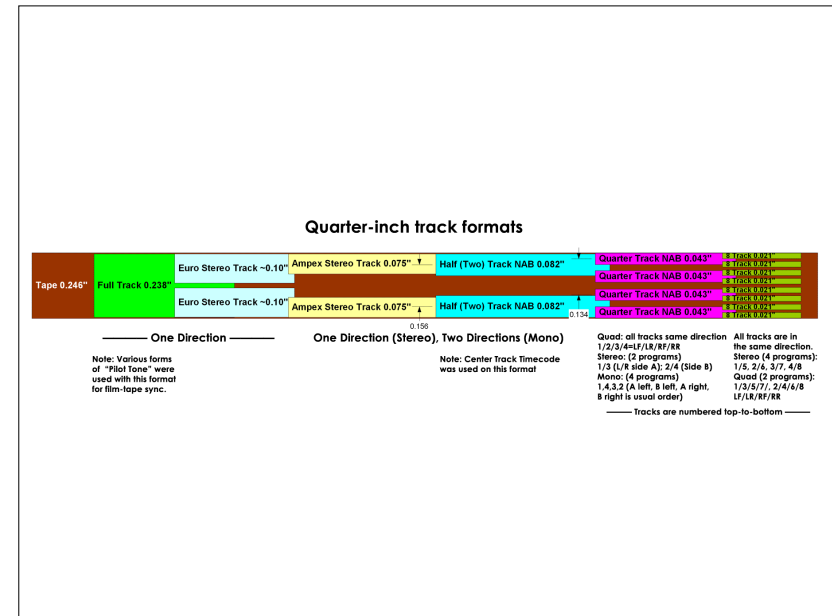 Quarter-inch track formats
Tape 0.246"
Full Track 0.238"
Euro Stereo Track ~0.10"
Euro Stereo Track ~0.10"
Ampex Stereo Track 0.075"
Ampex Stereo Track 0.075"
0.156
Half (Two) Track NAB 0.082"
Half (Two) Track NAB 0.082"
0.134
Quarter Track NAB 0.043"
Quarter Track NAB 0.043"
Quarter Track NAB 0.043"
Quarter Track NAB 0.043"
8 Track 0.021"
8 Track 0.021"
8 Track 0.021"
8 Track 0.021"
8 Track 0.021"
8 Track 0.021"
8 Track 0.021"
8 Track 0.021"
One Direction
Note: Various forms
of "Pilot Tone" were
used with this format
for film-tape sync.
One Direction (Stereo), Two Directions (Mono)
Note: Center Track Timecode
was used on this format
Quad: all tracks same direction
1/2/3/4=LF/LR/RF/RR
Stereo: (2 programs)
1/3 (L/R side A); 2/4 (Side B)
Mono: (4 programs)
1,4,3,2 (A left, B left, A right,
B right is usual order)
All tracks are in
the same direction.
Stereo (4 programs):
1/5, 2/6, 3/7, 4/8
Quad (2 programs):
1/3/5/7/, 2/4/6/8
LF/LR/RF/RR
Tracks are numbered top-to-bottom